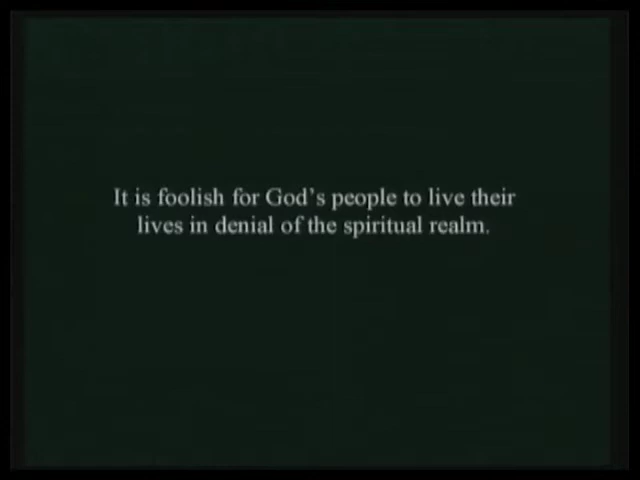 It is foolish for God's people to live their
lives in denial of the spiritual realm.